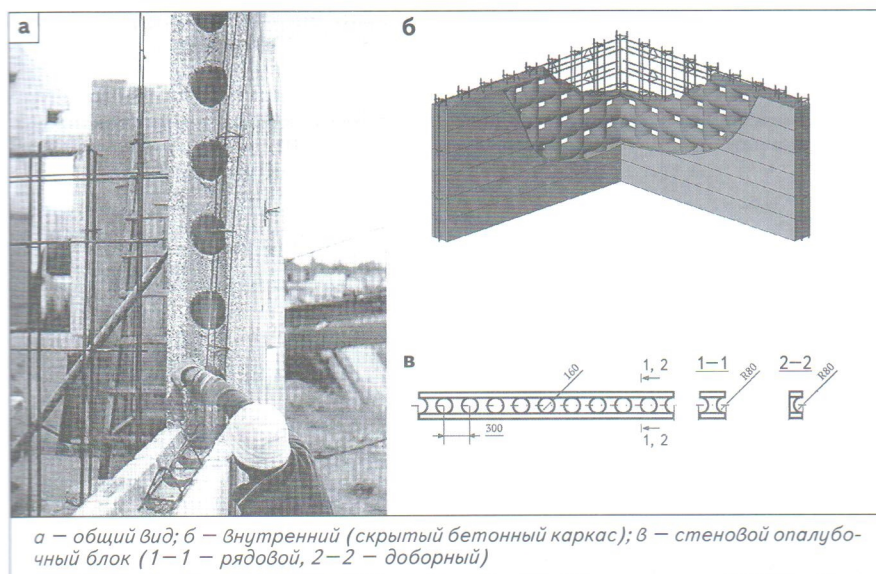 а
б
в
160
1, 2
1–1
R80
2–2
R80
300
1, 2
а – общий вид; б – внутренний (скрытый бетонный каркас); в – стеновой опалубо-
чный блок (1–1 – рядовой, 2–2 – доборный)